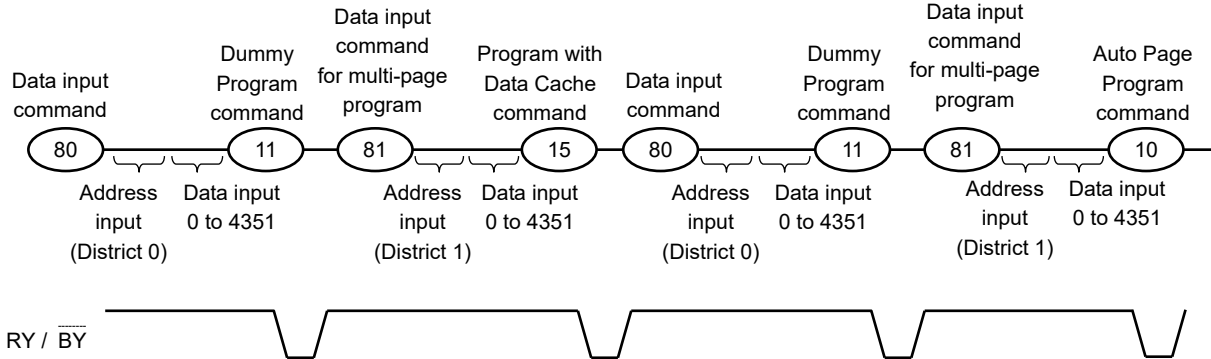 Data input
command
80
Address
input
(District 0)
Data input
0 to 4351
Dummy
Program
command
11
Data input
command
for multi-page
program
81
Address
input
(District 1)
Data input
0 to 4351
Program with
Data Cache
command
15
Data input
command
80
Address
input
(District 0)
Data input
0 to 4351
Dummy
Program
command
11
Data input
command
for multi-page
program
81
Address
input
(District 1)
Data input
0 to 4351
Auto Page
Program
command
10
RY / BY